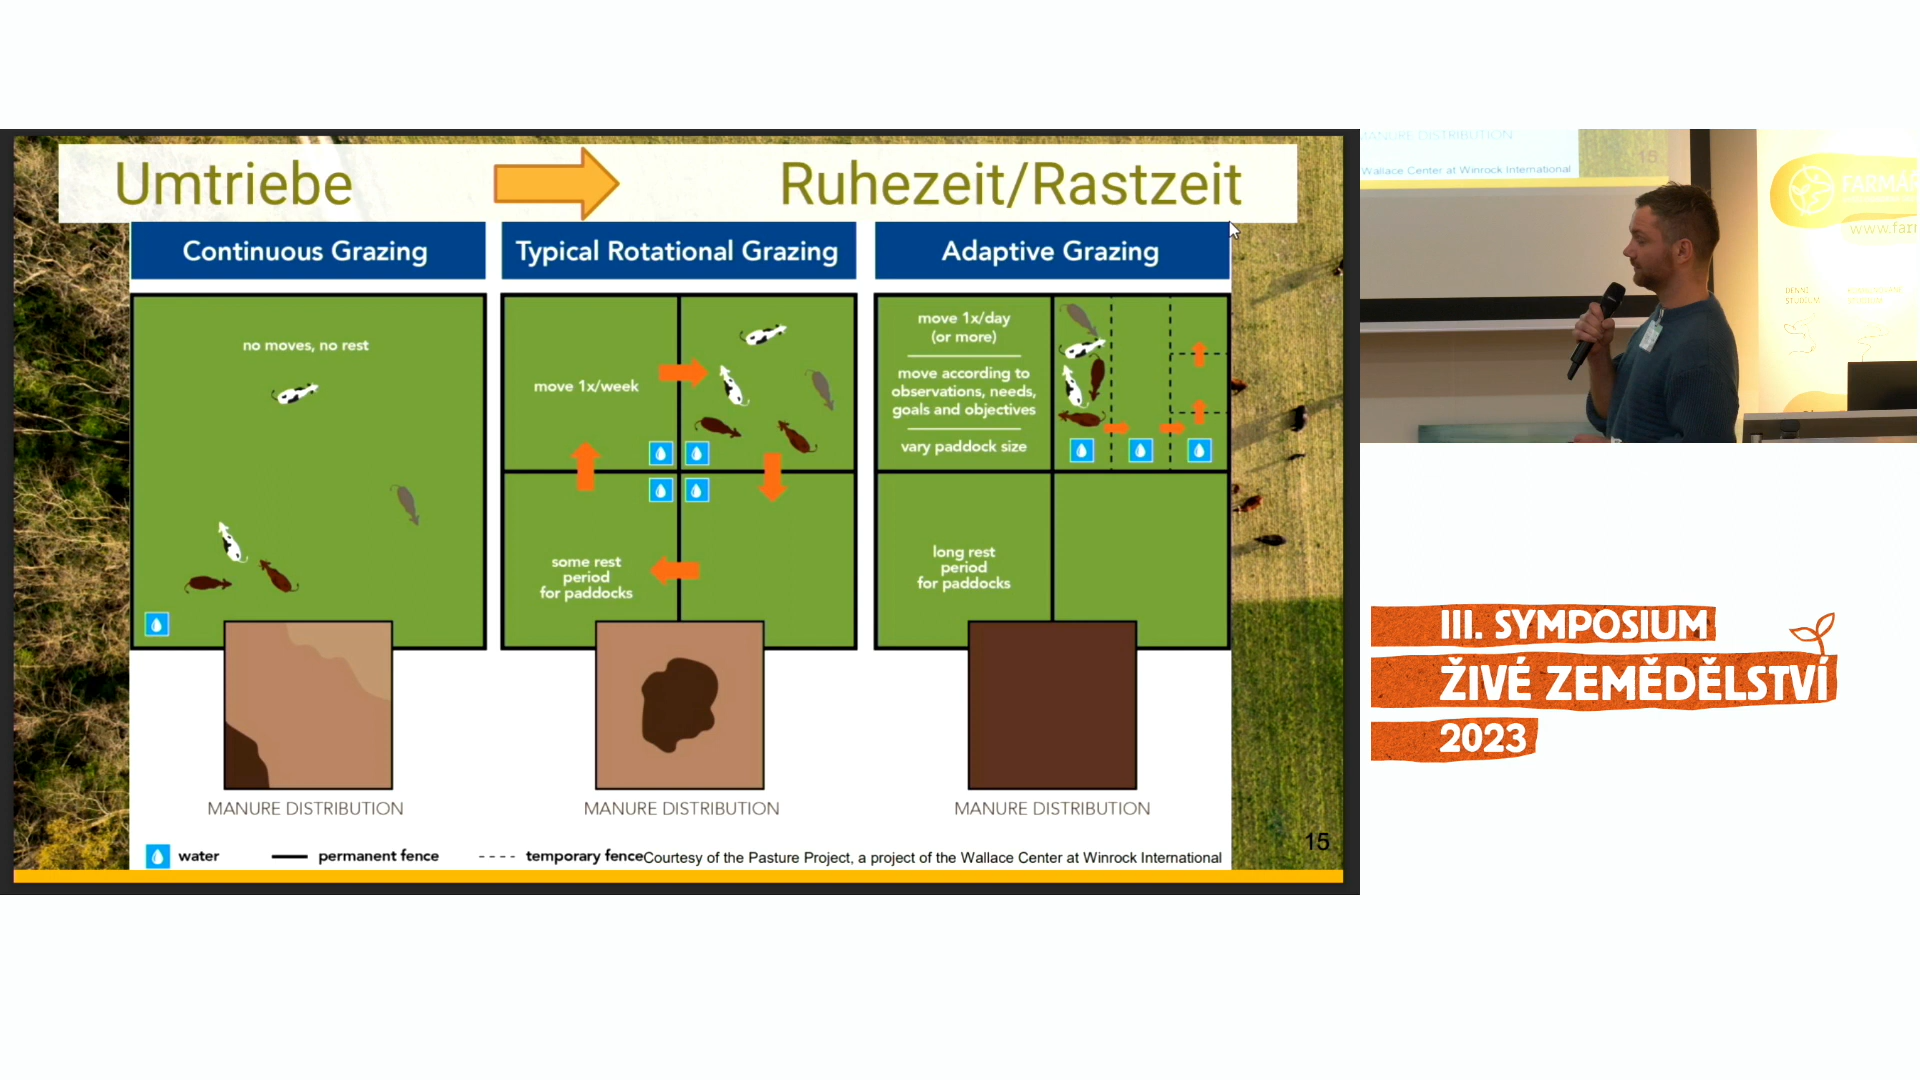 Umtriebe
Ruhezeit/Rastzeit
Continuous Grazing
Typical Rotational Grazing
Adaptive Grazing
no moves, no rest
move 1x/week
some rest
period
for paddocks
move 1x/day
(or more)
move according to
observations, needs,
goals and objectives
vary paddock size
long rest
period
for paddocks
MANURE DISTRIBUTION
MANURE DISTRIBUTION
MANURE DISTRIBUTION
water
permanent fence
temporary fence
Courtesy of the Pasture Project, a project of the Wallace Center at Winrock International
15
MANURE DISTRIBUTION
15
Wallace Center at Winrock International
www.far
DENNÍ
STUDIUM
STUDIUM
III. SYMPOSIUM
ŽIVÉ ZEMĚDĚLSTVÍ
2023